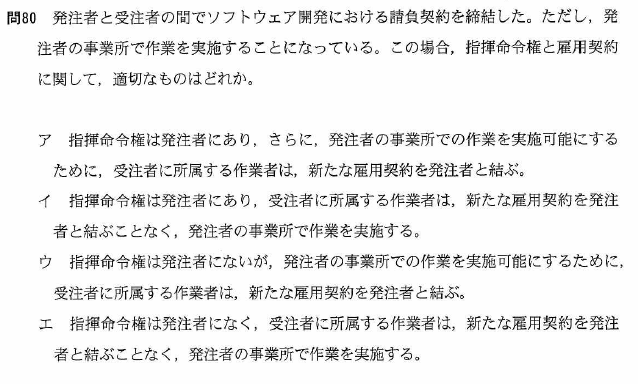 問80 発注者と受注者の間でソフトウェア開発における請負契約を締結した。ただし，発
注者の事業所で作業を実施することになっている。この場合，指揮命令権と雇用契約
に関して，適切なものはどれか。
ア 指揮命令権は発注者にあり，さらに，発注者の事業所での作業を実施可能にする
ために，受注者に所属する作業者は，新たな雇用契約を発注者と結ぶ。
イ 指揮命令権は発注者にあり，受注者に所属する作業者は，新たな雇用契約を発注
者と結ぶことなく，発注者の事業所で作業を実施する。
ウ 指揮命令権は発注者にないが，発注者の事業所での作業を実施可能にするために，
受注者に所属する作業者は，新たな雇用契約を発注者と結ぶ。
エ 指揮命令権は発注者になく，受注者に所属する作業者は，新たな雇用契約を発注
者と結ぶことなく，発注者の事業所で作業を実施する。